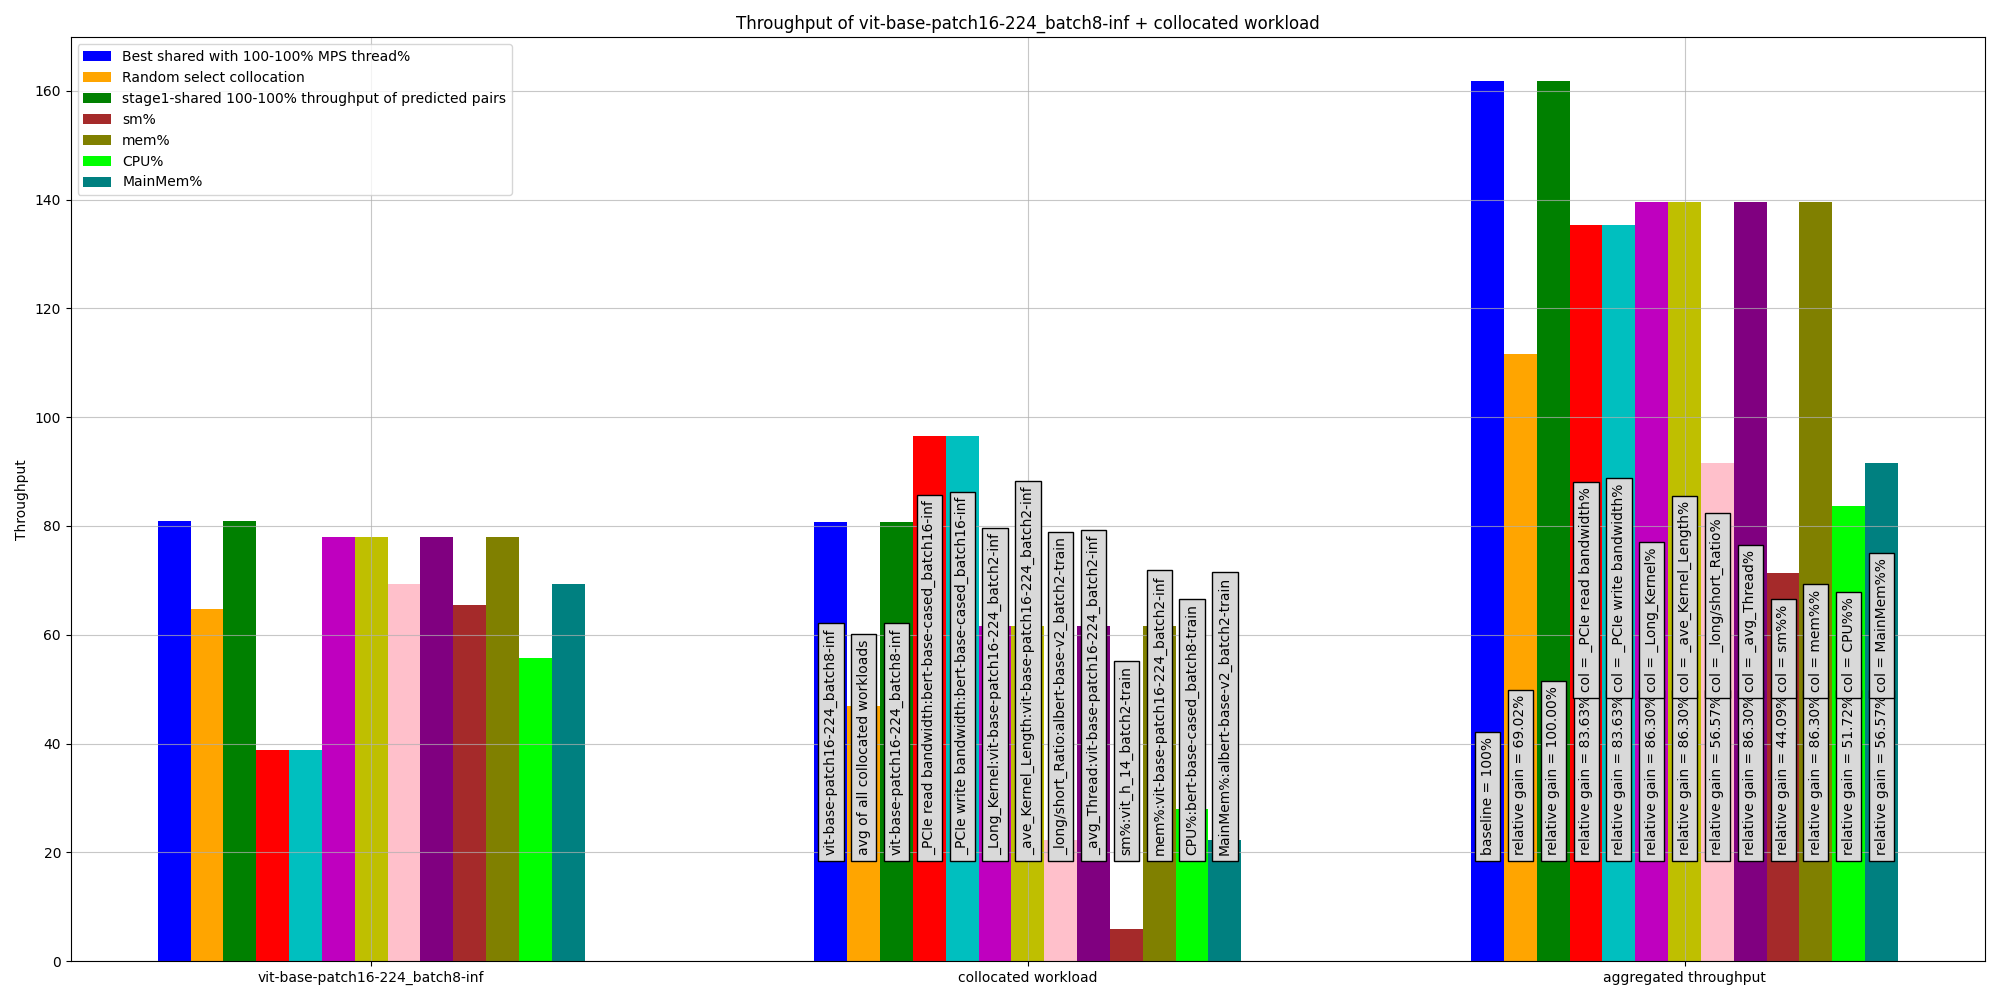 Throughput of vit-base-patch16-224_batch8-inf + collocated workload
Best shared with 100-100% MPS thread%
Random select collocation
stage1-shared 100-100% throughput of predicted pairs
sm%
mem%
CPU%
MainMem%
Throughput
160
140
120
100
80
60
40
20
0
vit-base-patch16-224_batch8-inf
avg of all collocated workloads
vit-base-patch16-224_batch8-inf
_PCIe read bandwidth:bert-base-cased_batch16-inf
_PCIe write bandwidth:bert-base-cased_batch16-inf
_Long_Kernel:vit-base-patch16-224_batch2-inf
_ave_Kernel_Length:vit-base-patch16-224_batch2-inf
_long/short_Ratio:albert-base-v2_batch2-train
_avg_Thread:vit-base-patch16-224_batch2-inf
sm%:vit_h_14_batch2-train
mem%:vit-base-patch16-224_batch2-inf
CPU%:bert-base-cased_batch8-train
MainMem%:albert-base-v2_batch2-train
baseline = 100%
relative gain = 69.02%
relative gain = 100.00%
relative gain = 83.63%
col = _PCIe read bandwidth%
relative gain = 83.63%
col = _PCIe write bandwidth%
relative gain = 86.30%
col = _Long_Kernel%
relative gain = 86.30%
col = _ave_Kernel_Length%
relative gain = 56.57%
col = _long/short_Ratio%
relative gain = 86.30%
col = _avg_Thread%
relative gain = 44.09%
col = sm%%
relative gain = 86.30%
col = mem%%
relative gain = 51.72%
col = CPU%%
relative gain = 56.57%
col = MainMem%%
vit-base-patch16-224_batch8-inf
collocated workload
aggregated throughput